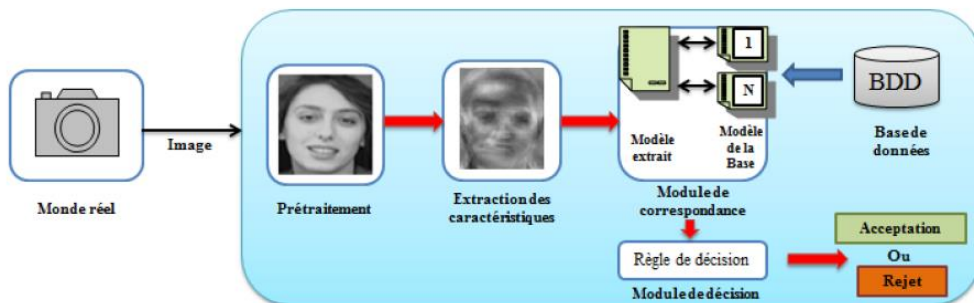 Image
Monde réel
Prétraitement
Extraction des
caractéristiques
Modèle
extrait
1
N
Modèle
de la
Base
Module de
correspondance
BDD
Base de
données
Règle de décision
Module de décision
Acceptation
Ou
Rejet